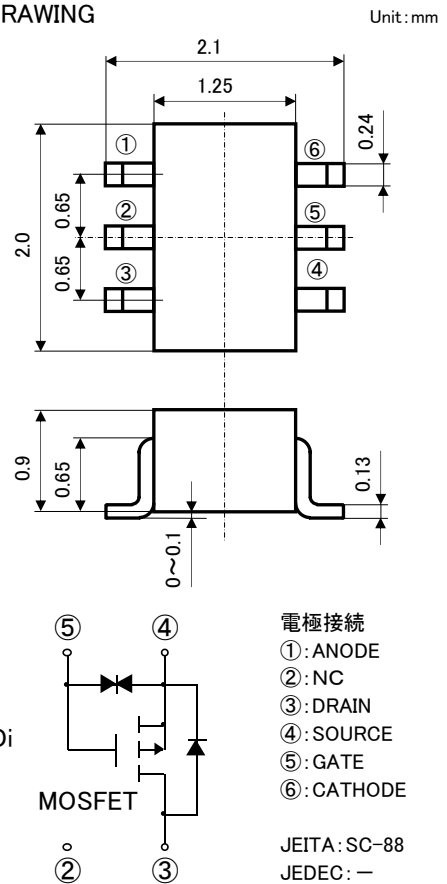 RAWING
Unit:mm
2.1
1.25
0.24
①
⑥
0.65
②
⑤
2.0
0.65
③
④
0.9
0.65
0.13
0~0.1
⑤
④
電極接続
①:ANODE
②:NC
③:DRAIN
④:SOURCE
⑤:GATE
⑥:CATHODE
Di
MOSFET
②
③
JEITA:SC-88
JEDEC:—